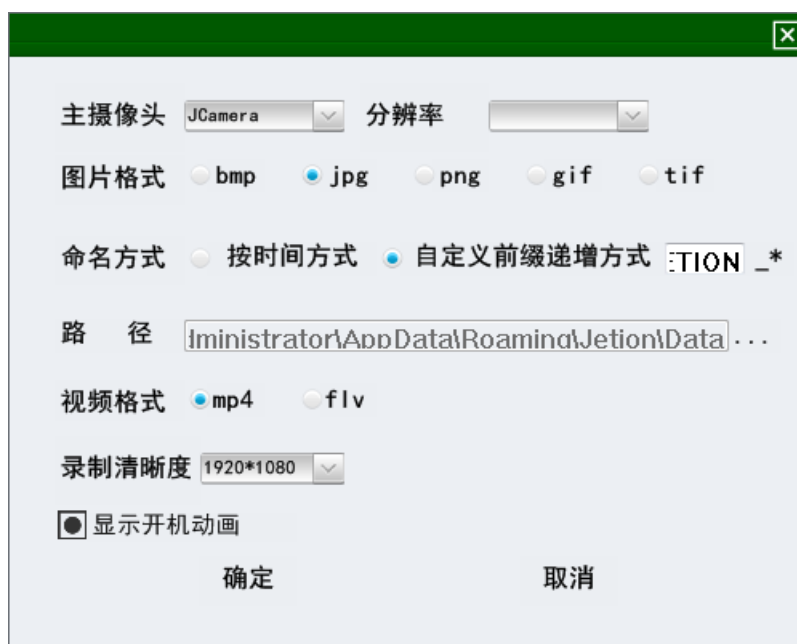 主摄像头 JCamera 分辨率
图片格式 bmp jpg png gif tif
命名方式 按时间方式 自定义前缀递增方式 ETION _*
路 径 dministrator\AppData\Roaming\Jetion\Data ...
视频格式 mp4 flv
录制清晰度 1920*1080
显示开机动画
确定 取消